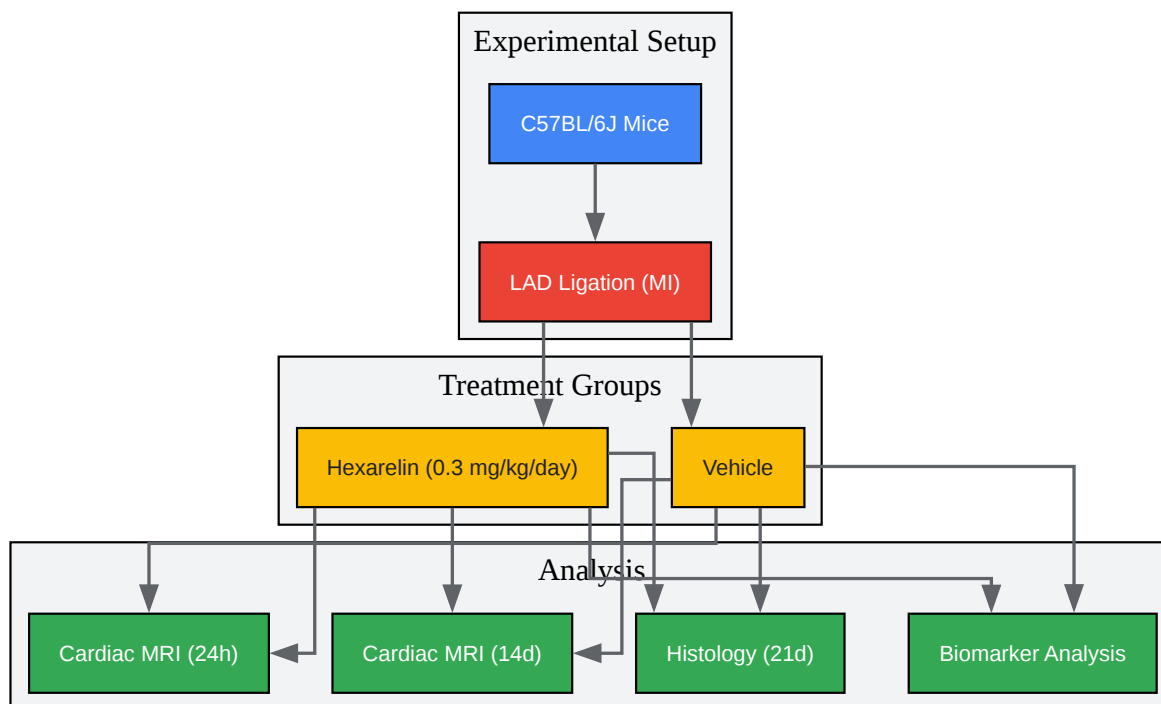 Experimental Setup
C57BL/6J Mice
LAD Ligation (MI)
Treatment Groups
Hexarelin (0.3 mg/kg/day)
Vehicle
Analysis
Cardiac MRI (24h)
Cardiac MRI (14d)
Histology (21d)
Biomarker Analysis